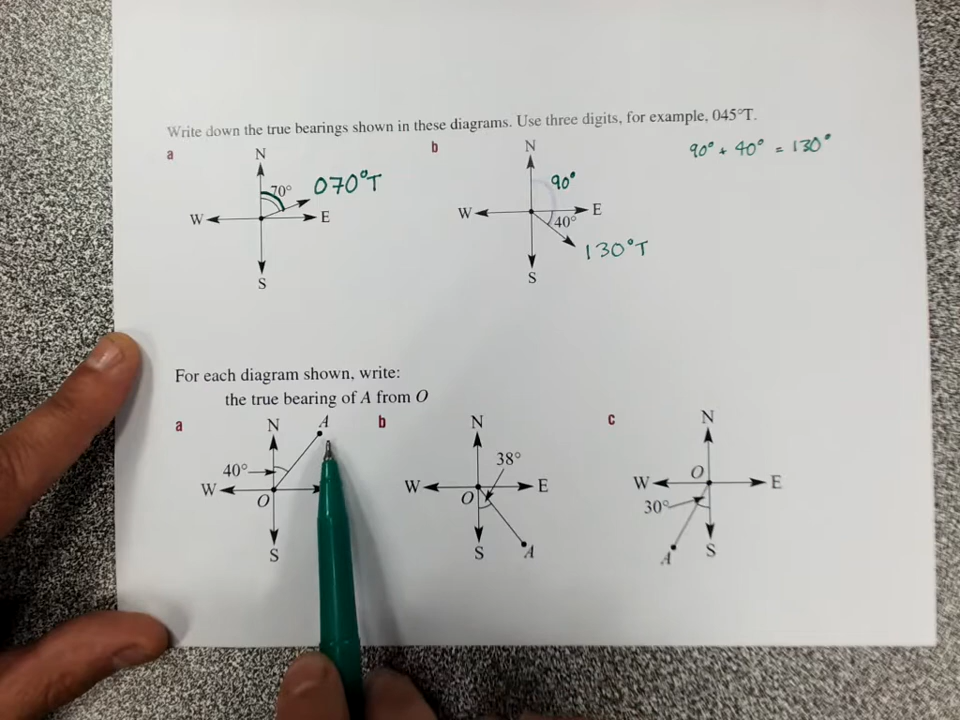 Write down the true bearings shown in these diagrams. Use three digits, for example, 045°T.
a
N
70°
070°T
W
E
S
b
N
90°
W
E
40°
130°T
S
90° + 40° = 130°
For each diagram shown, write:
the true bearing of A from O
a
N
A
40°
W
O
S
b
N
38°
W
E
O
S
A
c
N
O
W
E
30°
A
S